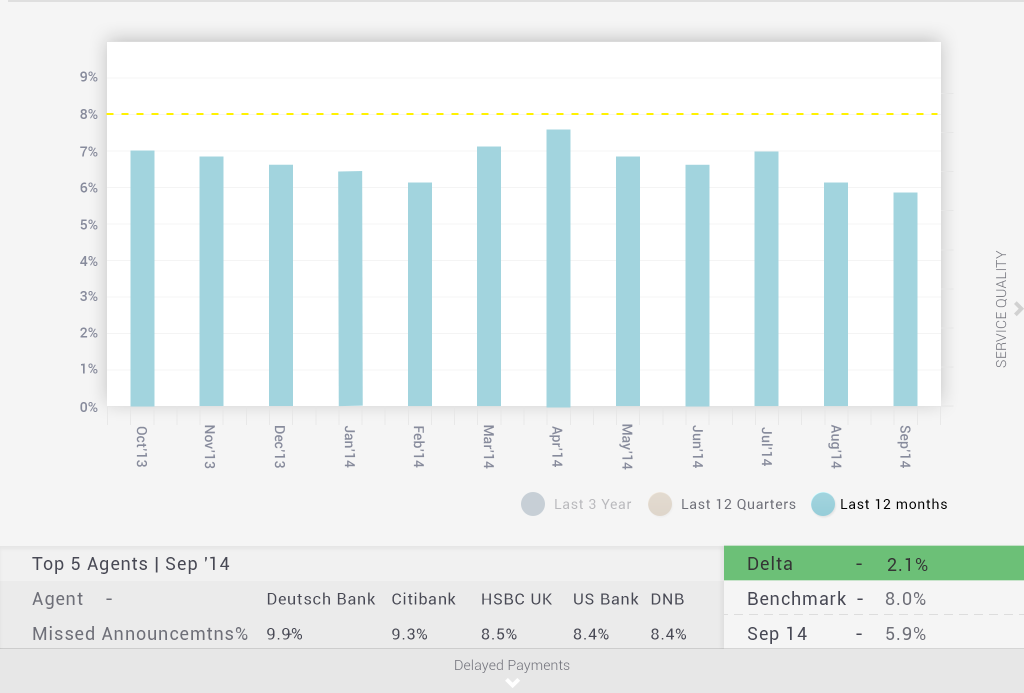 9%
8%
7%
6%
5%
4%
3%
2%
1%
0%
Oct'13 Nov'13 Dec'13 Jan'14 Feb'14 Mar'14 Apr'14 May'14 Jun'14 Jul'14 Aug'14 Sep'14
SERVICE QUALITY
Last 3 Year Last 12 Quarters Last 12 months
Top 5 Agents | Sep '14
Agent - Deutsch Bank Citibank HSBC UK US Bank DNB
Missed Announcemtns% 9.9% 9.3% 8.5% 8.4% 8.4%
Delta - 2.1%
Benchmark - 8.0%
Sep 14 - 5.9%
Delayed Payments